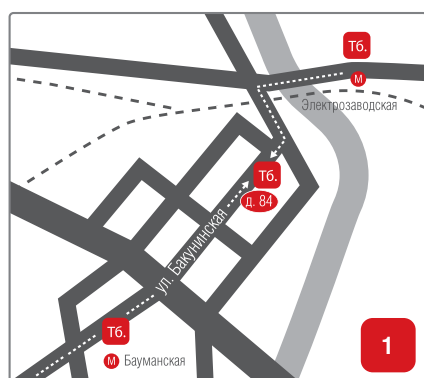 Тб.
М
Электрозаводская
Тб.
д. 84
ул. Бакунинская
Тб.
М Бауманская
1